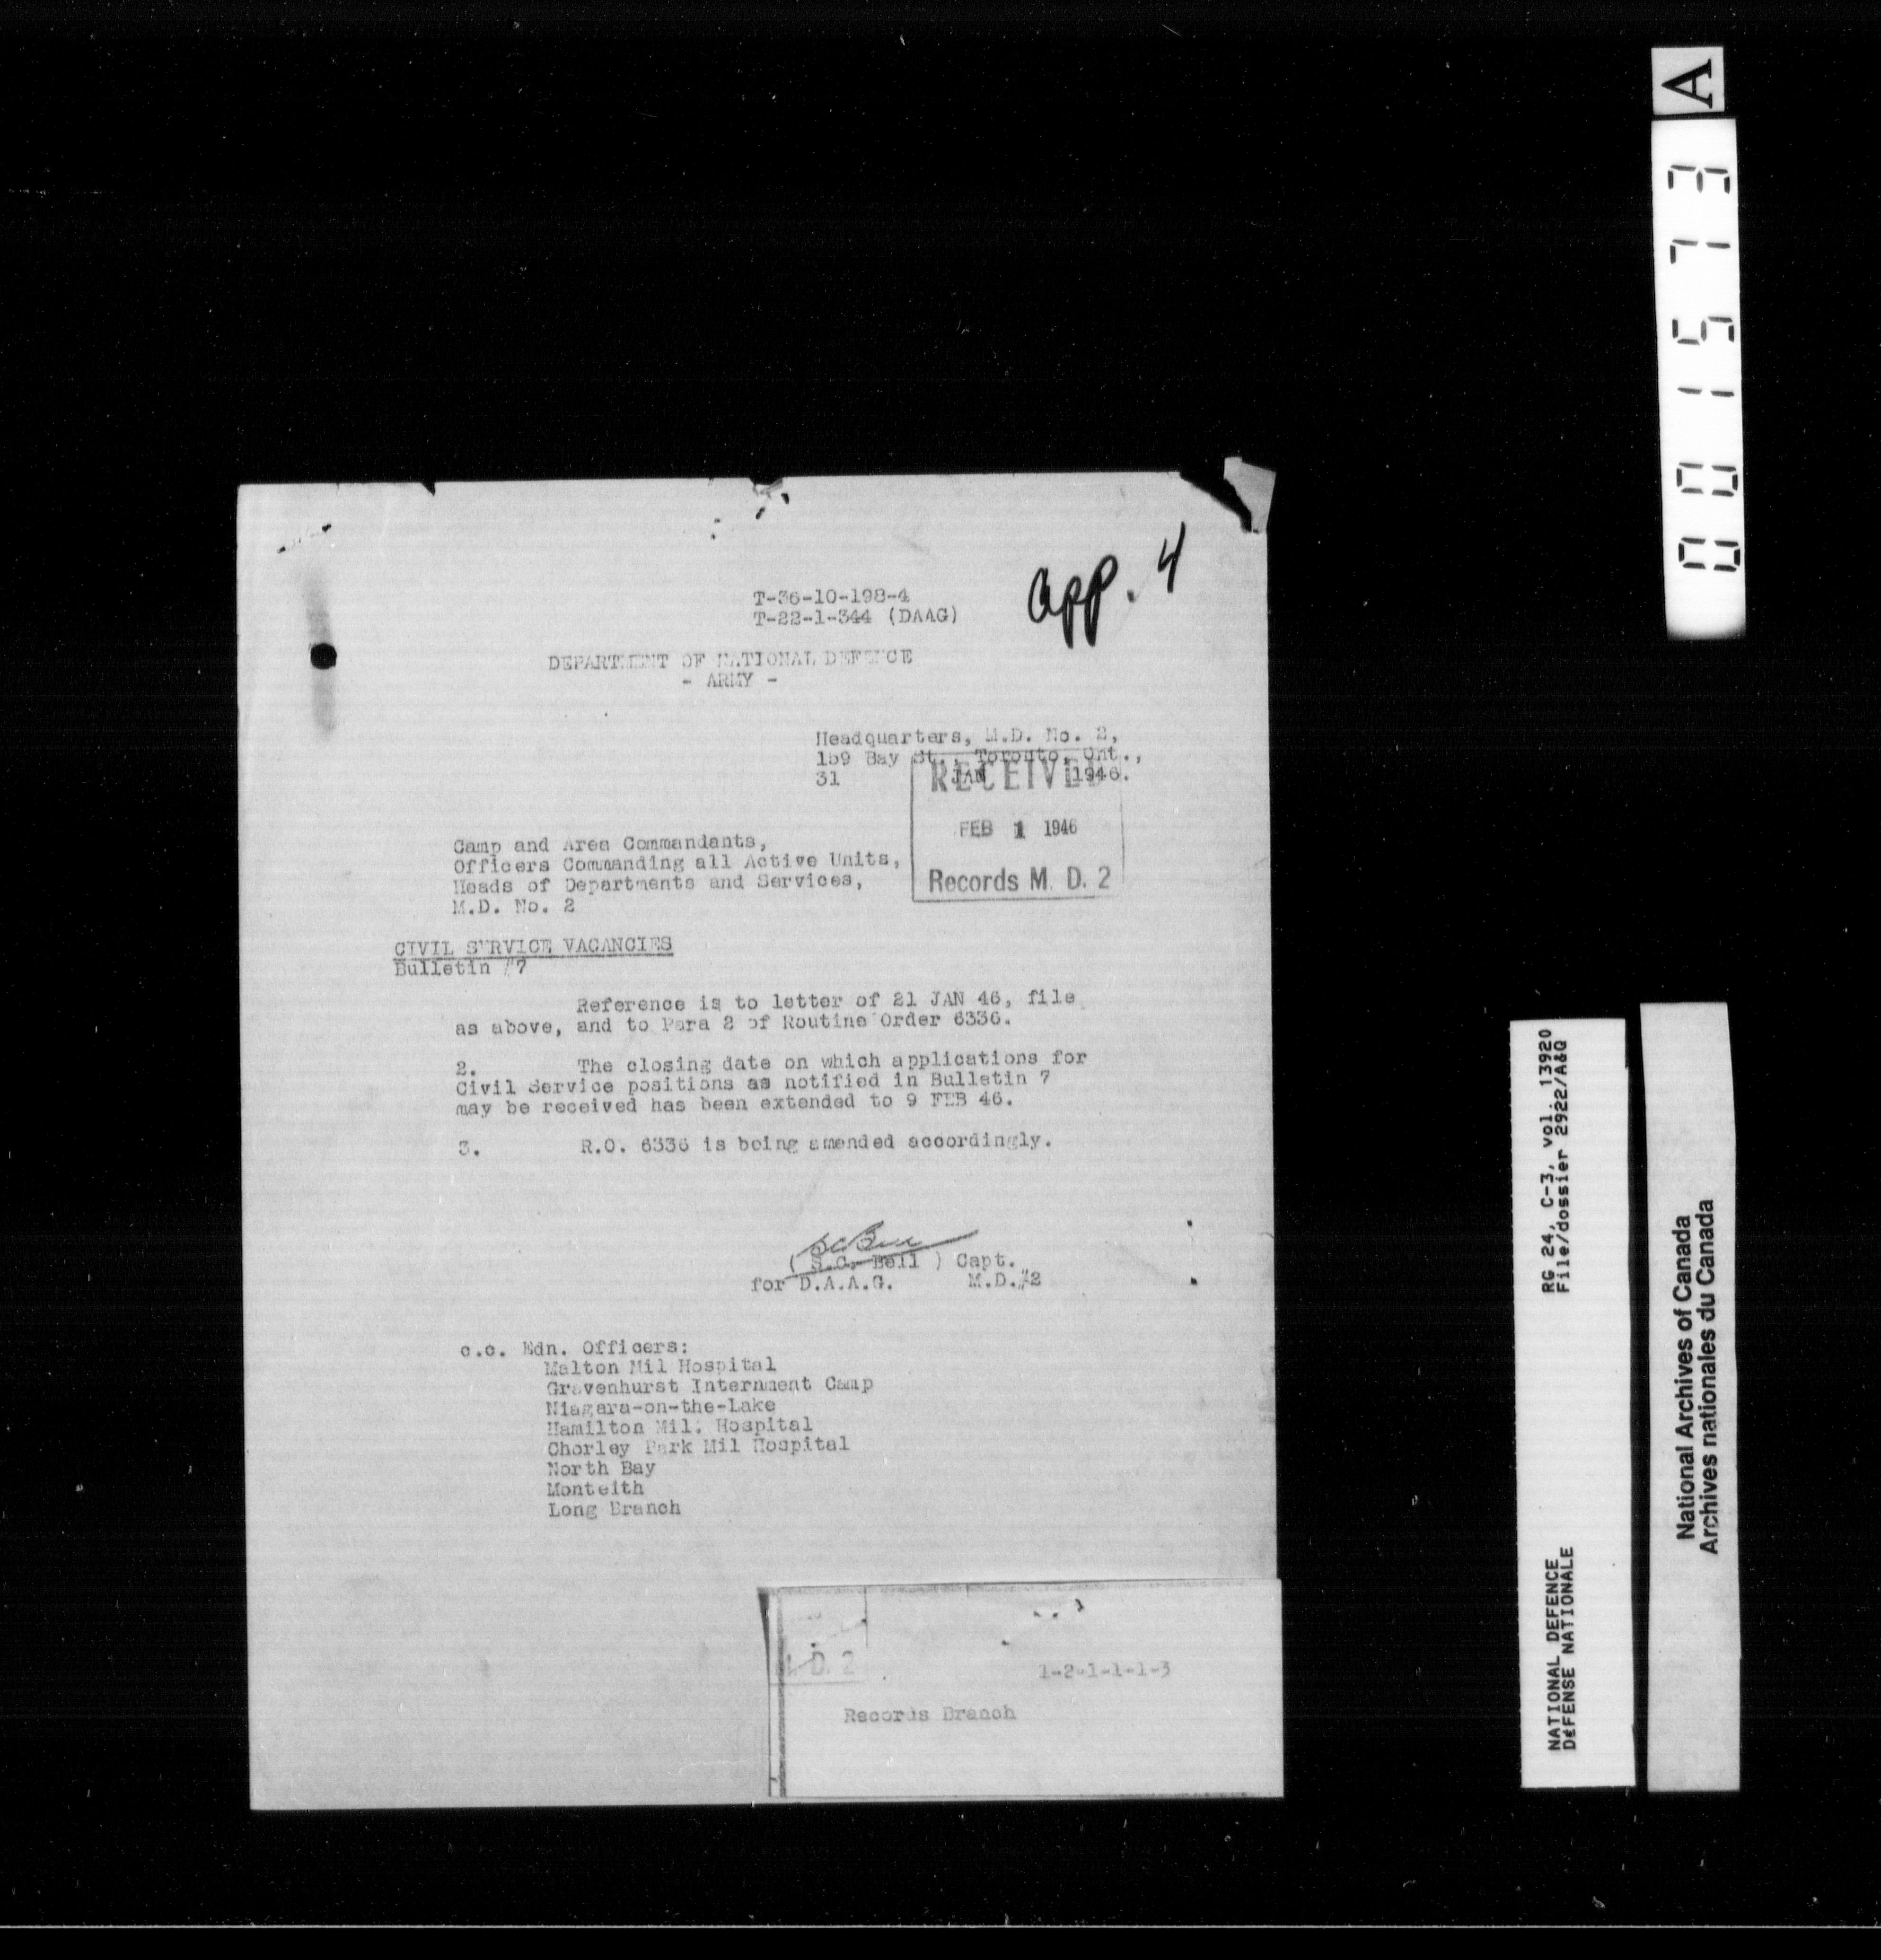 app. 4
T-36-10-198-4
T-22-1-344 (DAAG)
DEPARTMENT OF NATIONAL DEFENCE
- ARMY -
Headquarters, M.D. No. 2,
159 Bay St., Toronto, Ont.,
31 JAN 1946.
RECEIVED
FEB 1 1946
Records M. D. 2
Camp and Area Commandants,
Officers Commanding all Active Units,
Heads of Departments and Services,
M.D. No. 2
CIVIL SERVICE VACANCIES
Bulletin #7
Reference is to letter of 21 JAN 46, file
as above, and to Para 2 of Routine Order 6336.
2. The closing date on which applications for
Civil Service positions as notified in Bulletin 7
may be received has been extended to 9 FEB 46.
3. R.O. 6336 is being amended accordingly.
SCBell
( S.C. Bell ) Capt.
for D.A.A.G. M.D.#2
c.c. Edn. Officers:
Malton Mil Hospital
Gravenhurst Internment Camp
Niagara-on-the-Lake
Hamilton Mil. Hospital
Chorley Park Mil Hospital
North Bay
Monteith
Long Branch
D. 2
1-2-1-1-1-3
Records Branch
001573 A
NATIONAL DEFENCE RG 24, C-3, vol. 13920
DéFENSE NATIONALE File/dossier 2922/A&Q
National Archives of Canada
Archives nationales du Canada